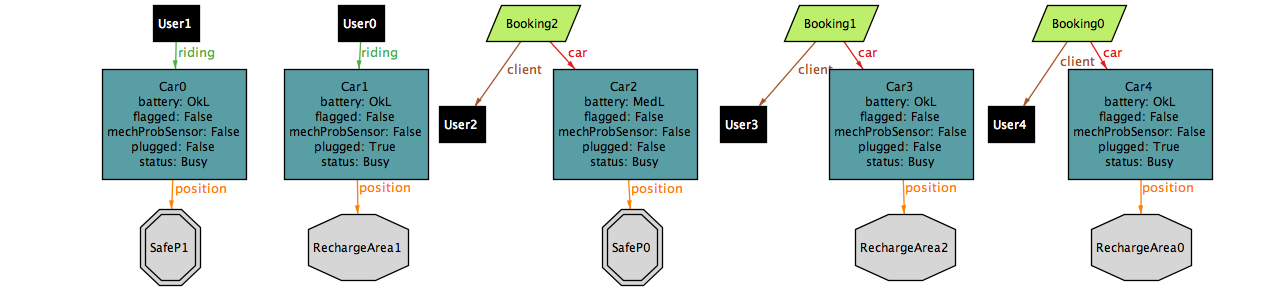 User1
User0
Booking2
Booking1
Booking0
riding
riding
client
car
client
car
client
car
Car0
battery: OkL
flagged: False
mechProbSensor: False
plugged: False
status: Busy
Car1
battery: OkL
flagged: False
mechProbSensor: False
plugged: True
status: Busy
User2
Car2
battery: MedL
flagged: False
mechProbSensor: False
plugged: False
status: Busy
User3
Car3
battery: OkL
flagged: False
mechProbSensor: False
plugged: False
status: Busy
User4
Car4
battery: OkL
flagged: False
mechProbSensor: False
plugged: True
status: Busy
position
position
position
position
position
SafeP1
RechargeArea1
SafeP0
RechargeArea2
RechargeArea0